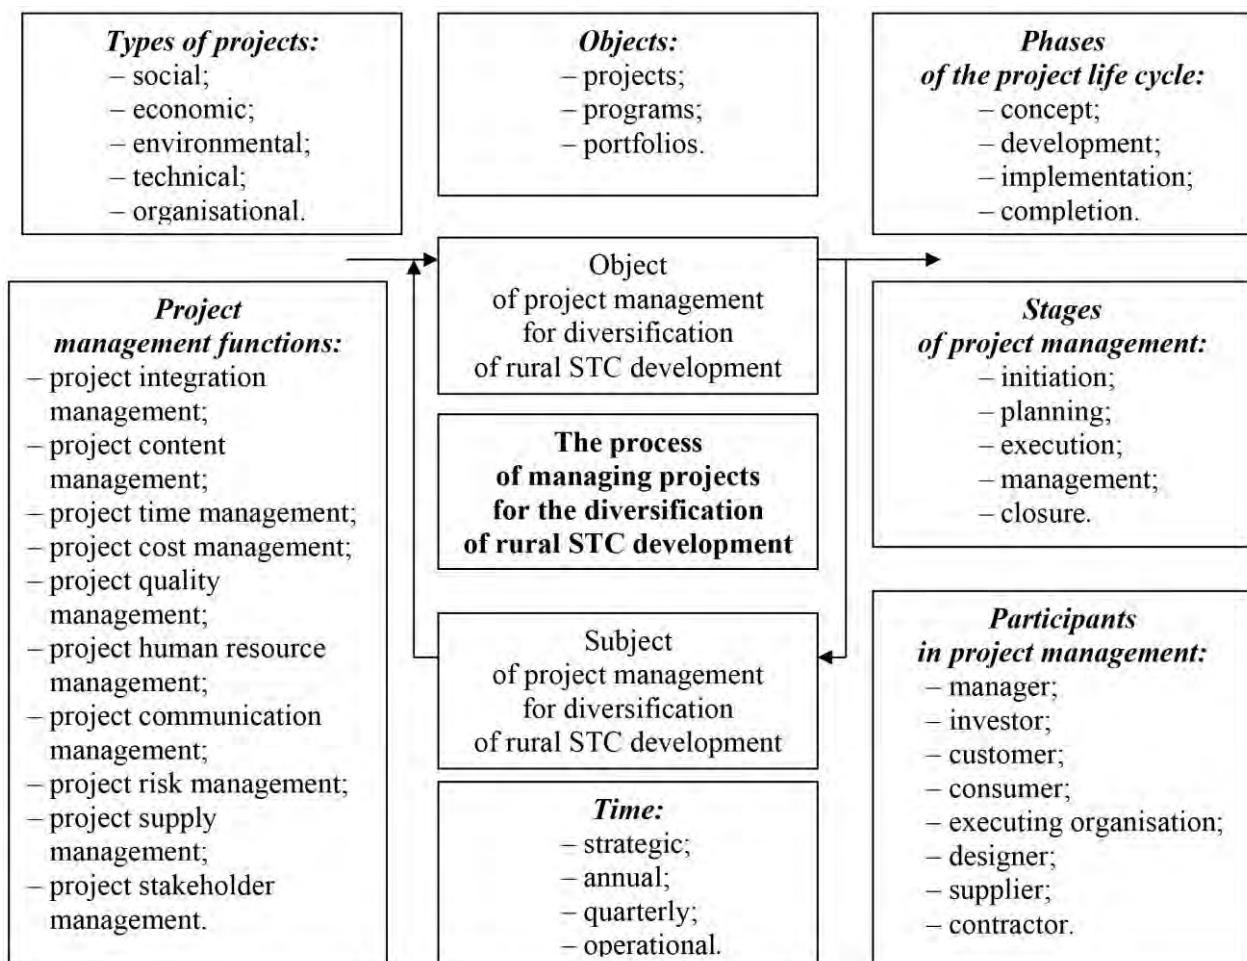 Types of projects:
– social;
– economic;
– environmental;
– technical;
– organisational.
Objects:
– projects;
– programs;
– portfolios.
Phases
of the project life cycle:
– concept;
– development;
– implementation;
– completion.
Object
of project management
for diversification
of rural STC development
Project
management functions:
– project integration
management;
– project content
management;
– project time management;
– project cost management;
– project quality
management;
– project human resource
management;
– project communication
management;
– project risk management;
– project supply
management;
– project stakeholder
management.
The process
of managing projects
for the diversification
of rural STC development
Stages
of project management:
– initiation;
– planning;
– execution;
– management;
– closure.
Subject
of project management
for diversification
of rural STC development
Time:
– strategic;
– annual;
– quarterly;
– operational.
Participants
in project management:
– manager;
– investor;
– customer;
– consumer;
– executing organisation;
– designer;
– supplier;
– contractor.